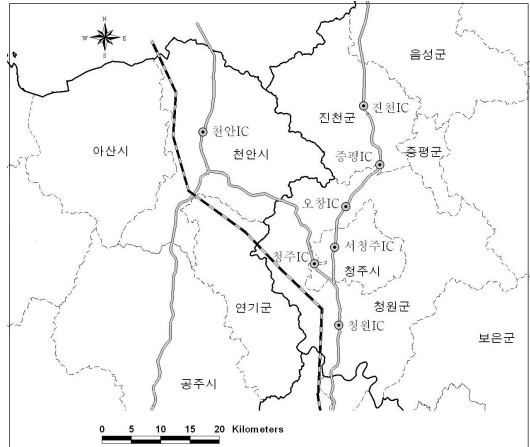 N
W E
S
음성군
진천IC
진천군
천안IC
아산시
천안시
증평IC
증평군
오창IC
서청주IC
청주IC
청주시
연기군
청원군
청원IC
보은군
공주시
0 5 10 15 20 Kilometers